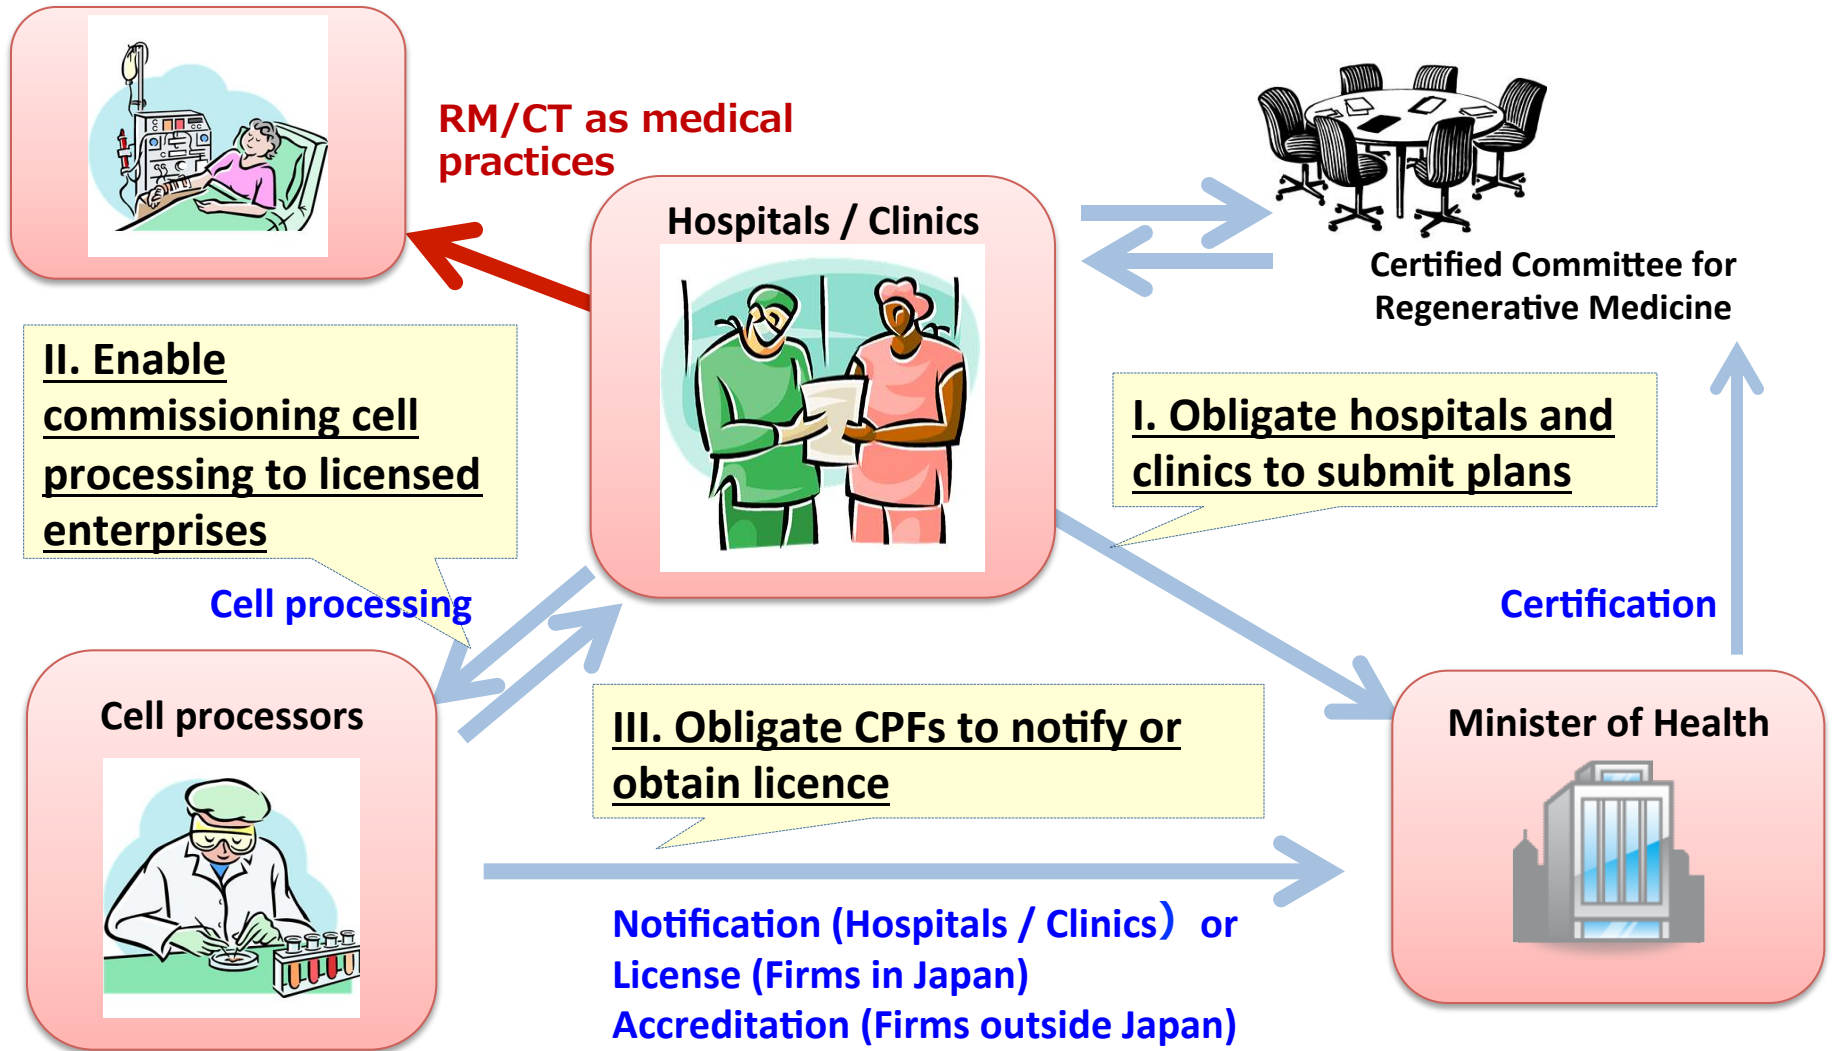 RM/CT as medical
practices
Hospitals / Clinics
Certified Committee for
Regenerative Medicine
II. Enable
commissioning cell
processing to licensed
enterprises
I. Obligate hospitals and
clinics to submit plans
Cell processing
Certification
Cell processors
III. Obligate CPFs to notify or
obtain licence
Minister of Health
Notification (Hospitals / Clinics） or
License (Firms in Japan)
Accreditation (Firms outside Japan)